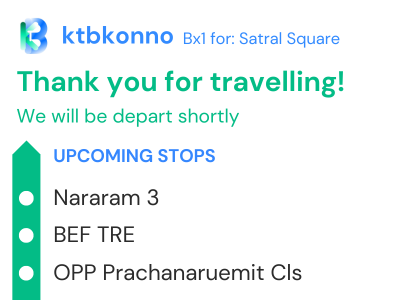 ktbkonno Bx1 for: Satral Square
Thank you for travelling!
We will be depart shortly
UPCOMING STOPS
Nararam 3
BEF TRE
OPP Prachanaruemit Cls